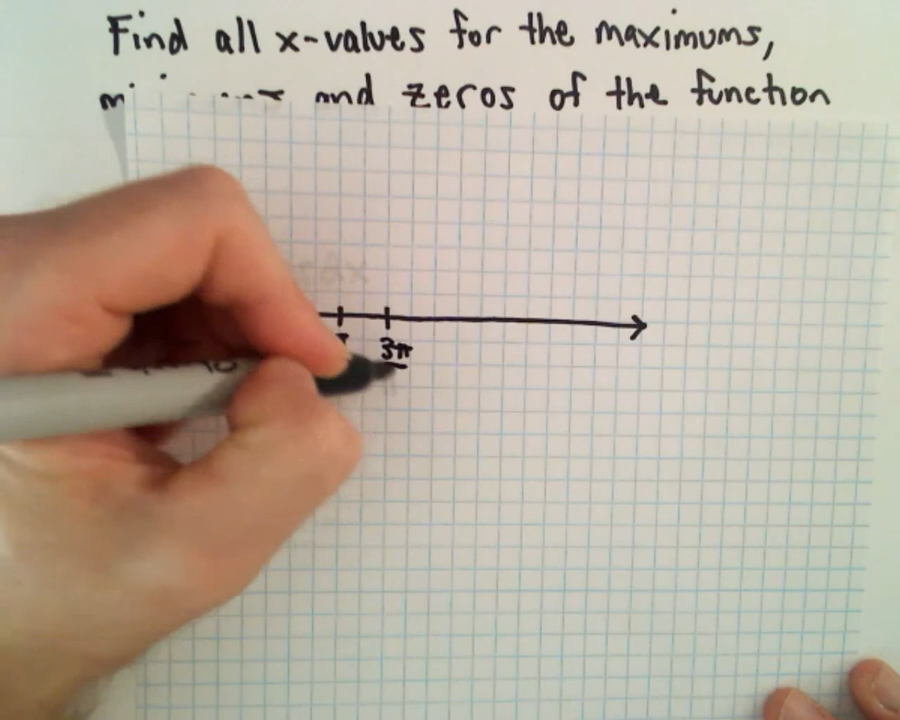 Find all x-values for the maximums,
and zeros of the function
3π